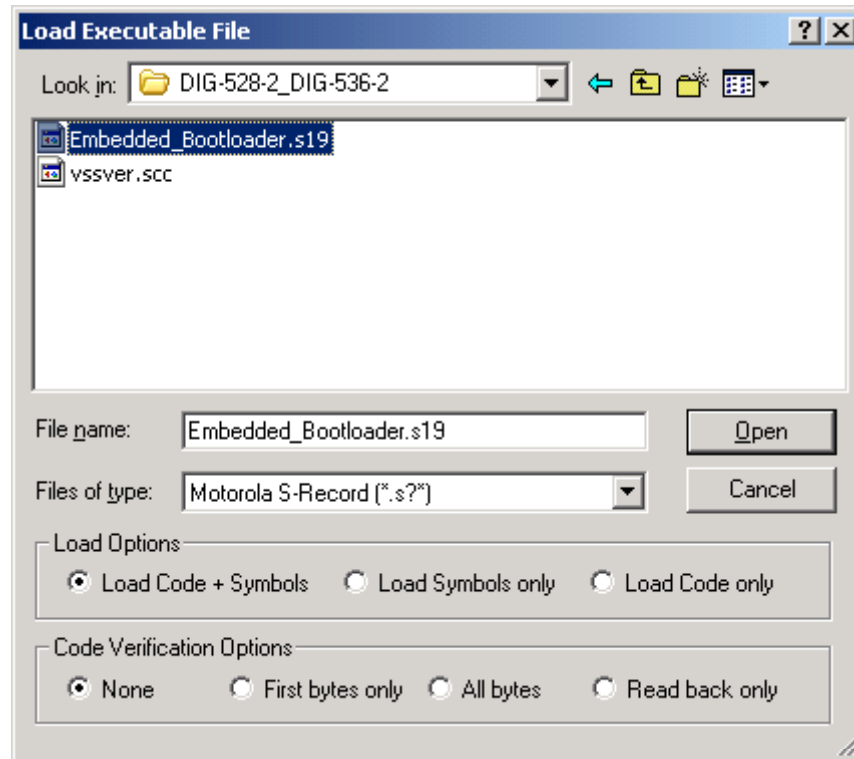 Load Executable File
Look in: DIG-528-2_DIG-536-2
Embedded_Bootloader.s19
vssver.scc
File name: Embedded_Bootloader.s19 Open
Files of type: Motorola S-Record (*.s?*) Cancel
Load Options
Load Code + Symbols Load Symbols only Load Code only
Code Verification Options
None First bytes only All bytes Read back only